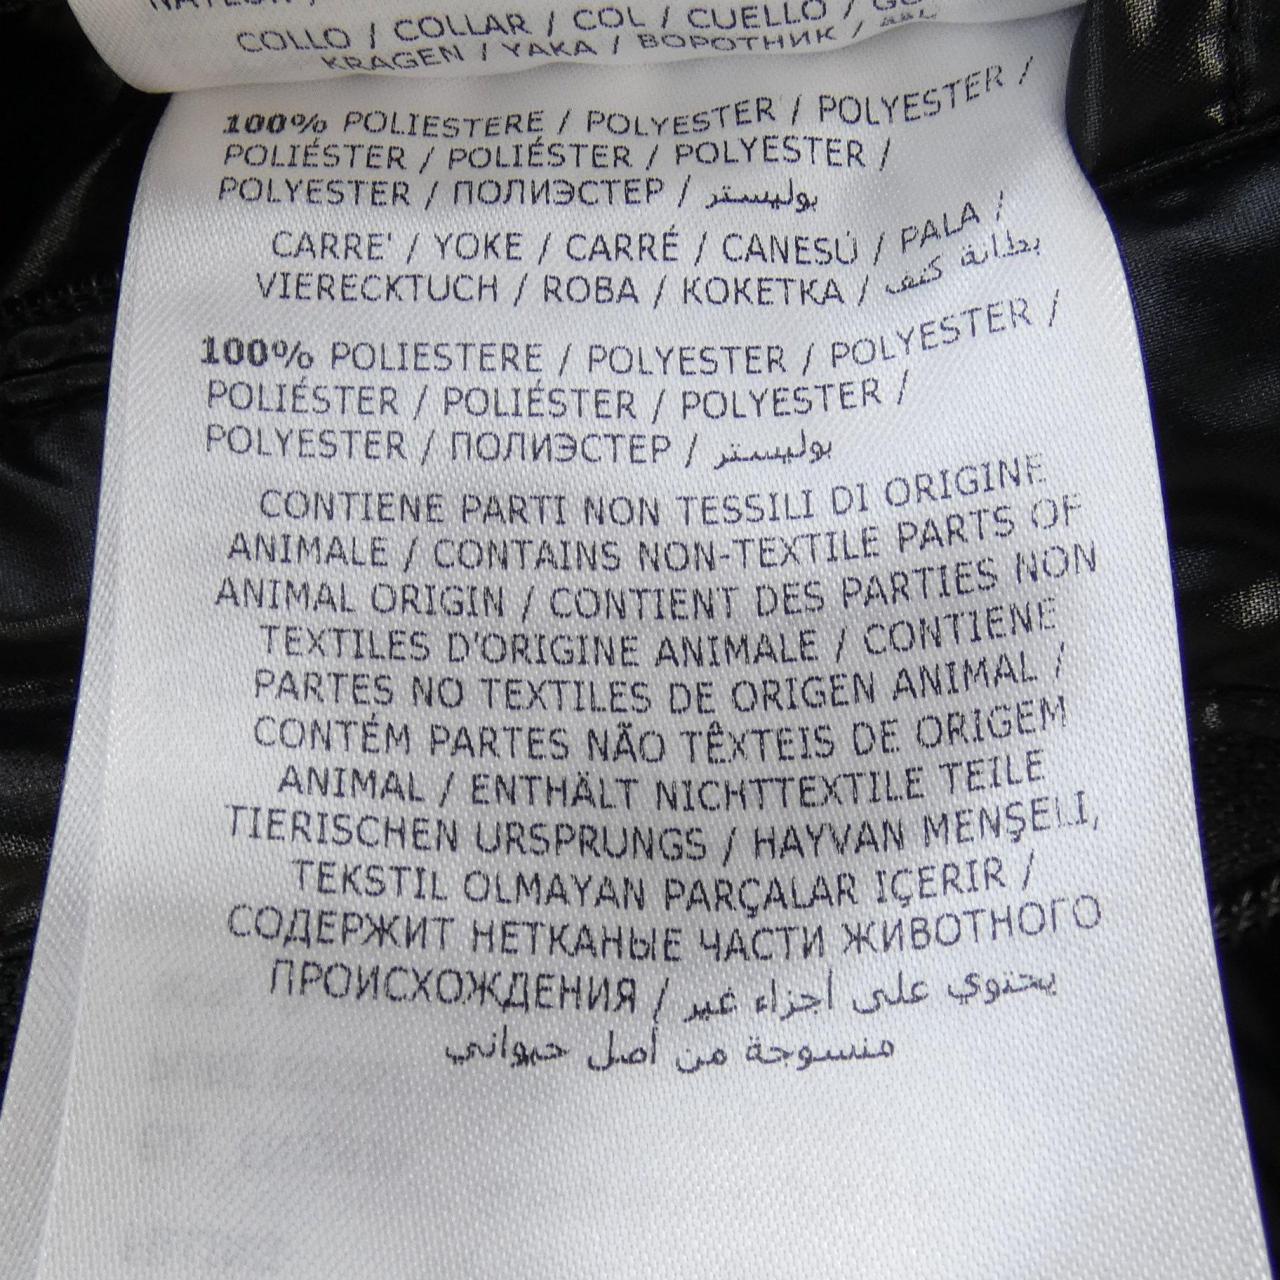 COLLO / COLLAR / COL / CUELLO /
KRAGEN / YAKA / ВОРОТНИК /
100% POLIESTERE / POLYESTER / POLYESTER /
POLIÉSTER / POLIÉSTER / POLYESTER /
POLYESTER / ПОЛИЭСТЕР / بوليستر
CARRE' / YOKE / CARRÉ / CANESÚ / PALA /
VIERECKTUCH / ROBA / КОКЕТКА / بطانة كتف
100% POLIESTERE / POLYESTER / POLYESTER /
POLIÉSTER / POLIÉSTER / POLYESTER /
POLYESTER / ПОЛИЭСТЕР / بوليستر
CONTIENE PARTI NON TESSILI DI ORIGINE
ANIMALE / CONTAINS NON-TEXTILE PARTS OF
ANIMAL ORIGIN / CONTIENT DES PARTIES NON
TEXTILES D'ORIGINE ANIMALE / CONTIENE
PARTES NO TEXTILES DE ORIGEN ANIMAL /
CONTÉM PARTES NÃO TÊXTEIS DE ORIGEM
ANIMAL / ENTHÄLT NICHTTEXTILE TEILE
TIERISCHEN URSPRUNGS / HAYVAN MENŞELI,
TEKSTIL OLMAYAN PARÇALAR IÇERIR /
СОДЕРЖИТ НЕТКАНЫЕ ЧАСТИ ЖИВОТНОГО
ПРОИСХОЖДЕНИЯ / يحتوي على أجزاء غير
منسوجة من أصل حيواني